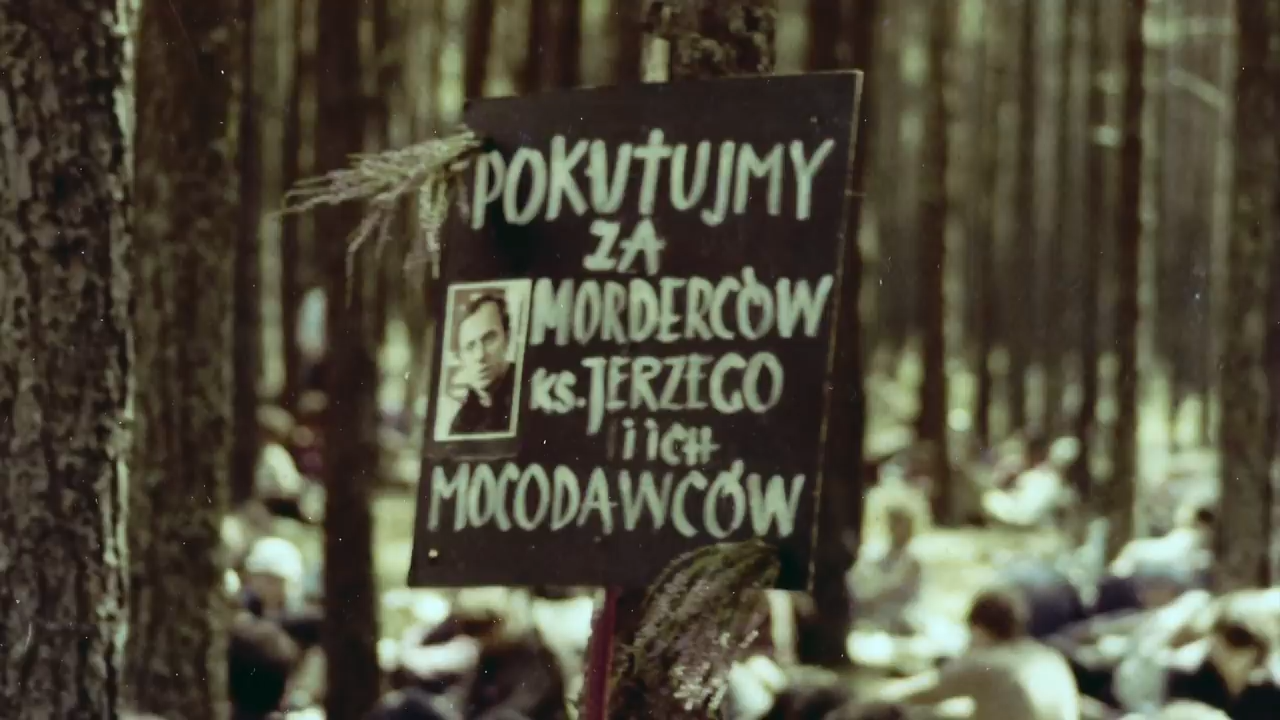 POKUTUJMY
ZA
MORDERCÓW
KS. JERZEGO
i iCH
MOCODAWCÓW